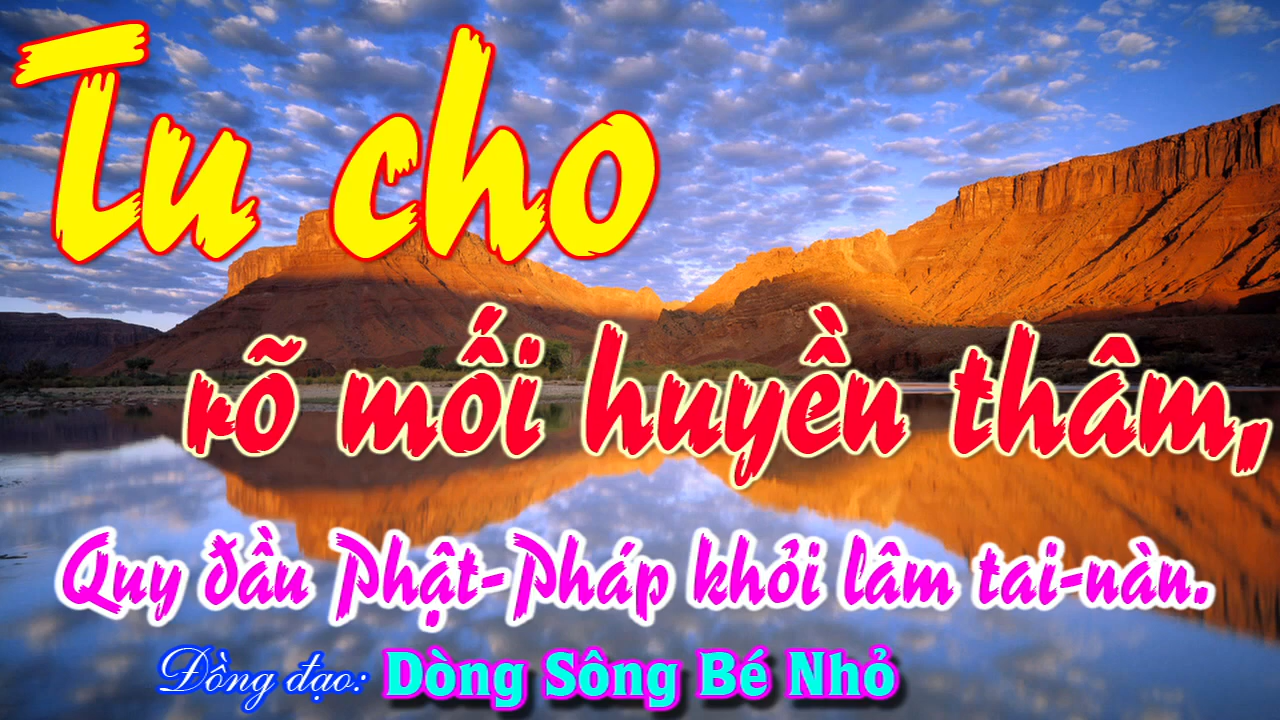 Tu cho
rõ mối huyền thâm,
Quy đầu Phật-Pháp khỏi lâm tai-nàn.
Đồng đạo: Dòng Sông Bé Nhỏ